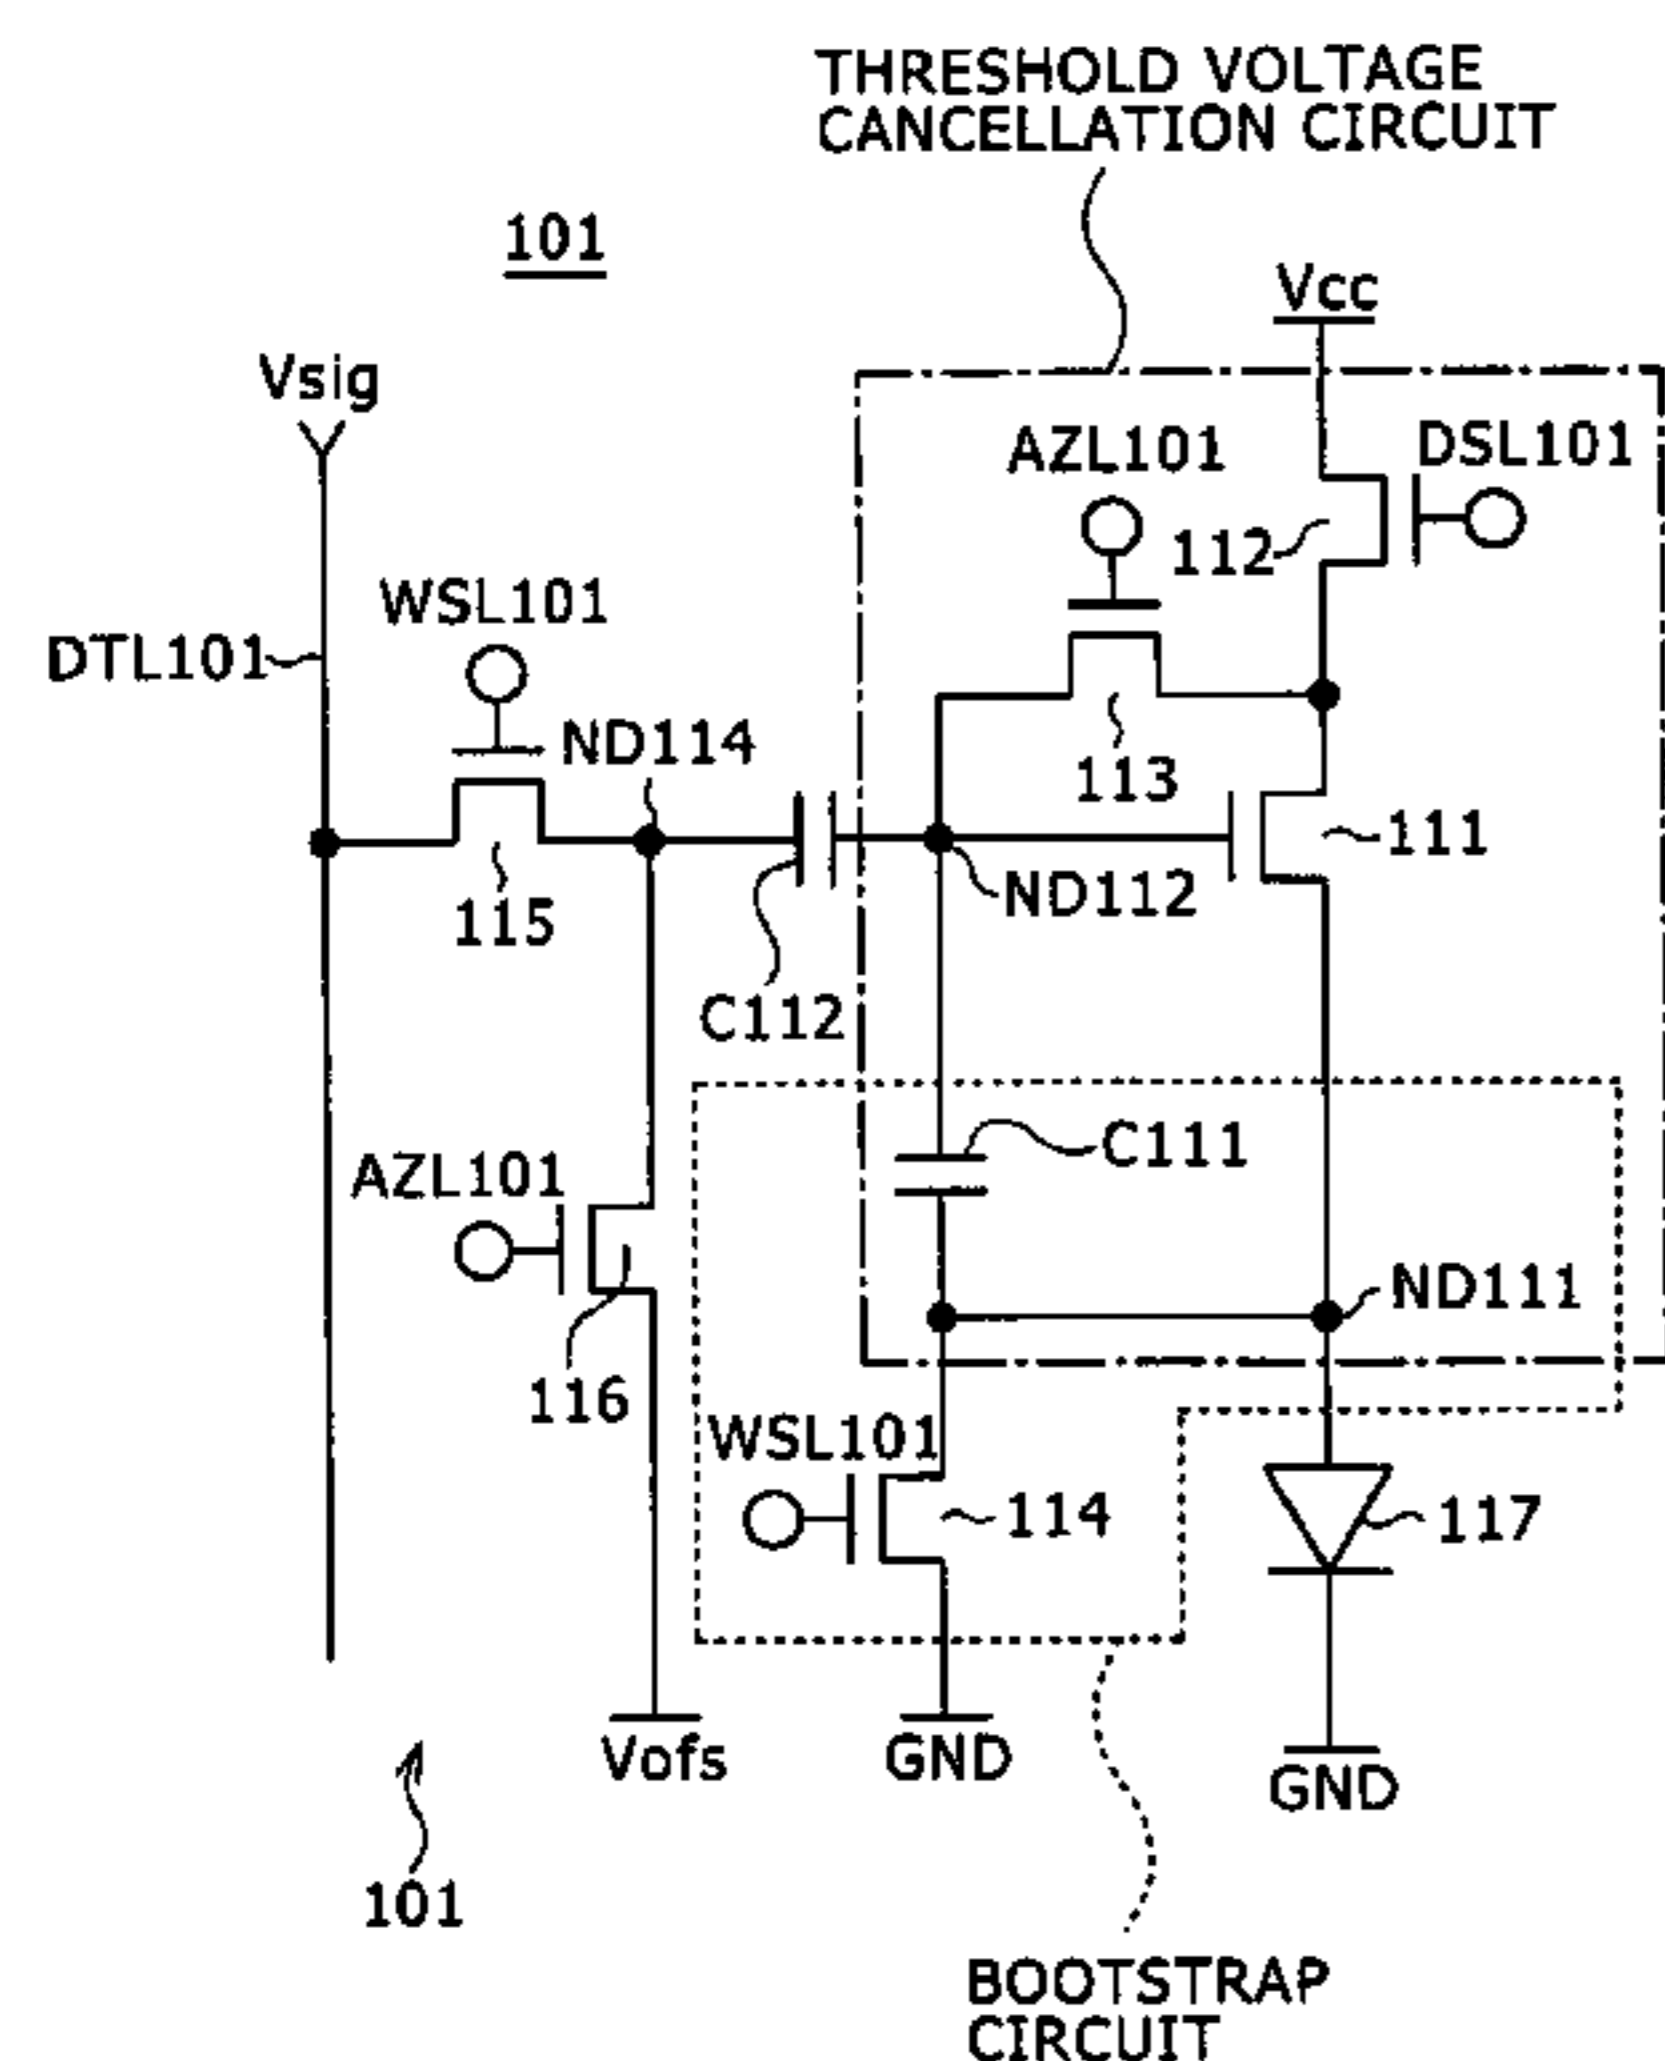 THRESHOLD VOLTAGE
CANCELLATION CIRCUIT
101
Vcc
Vsig
AZL101
DSL101
112
WSL101
DTL101
ND114
113
111
ND112
115
C112
C111
AZL101
ND111
116
WSL101
114
117
Vofs
GND
GND
101
BOOTSTRAP
CIRCUIT